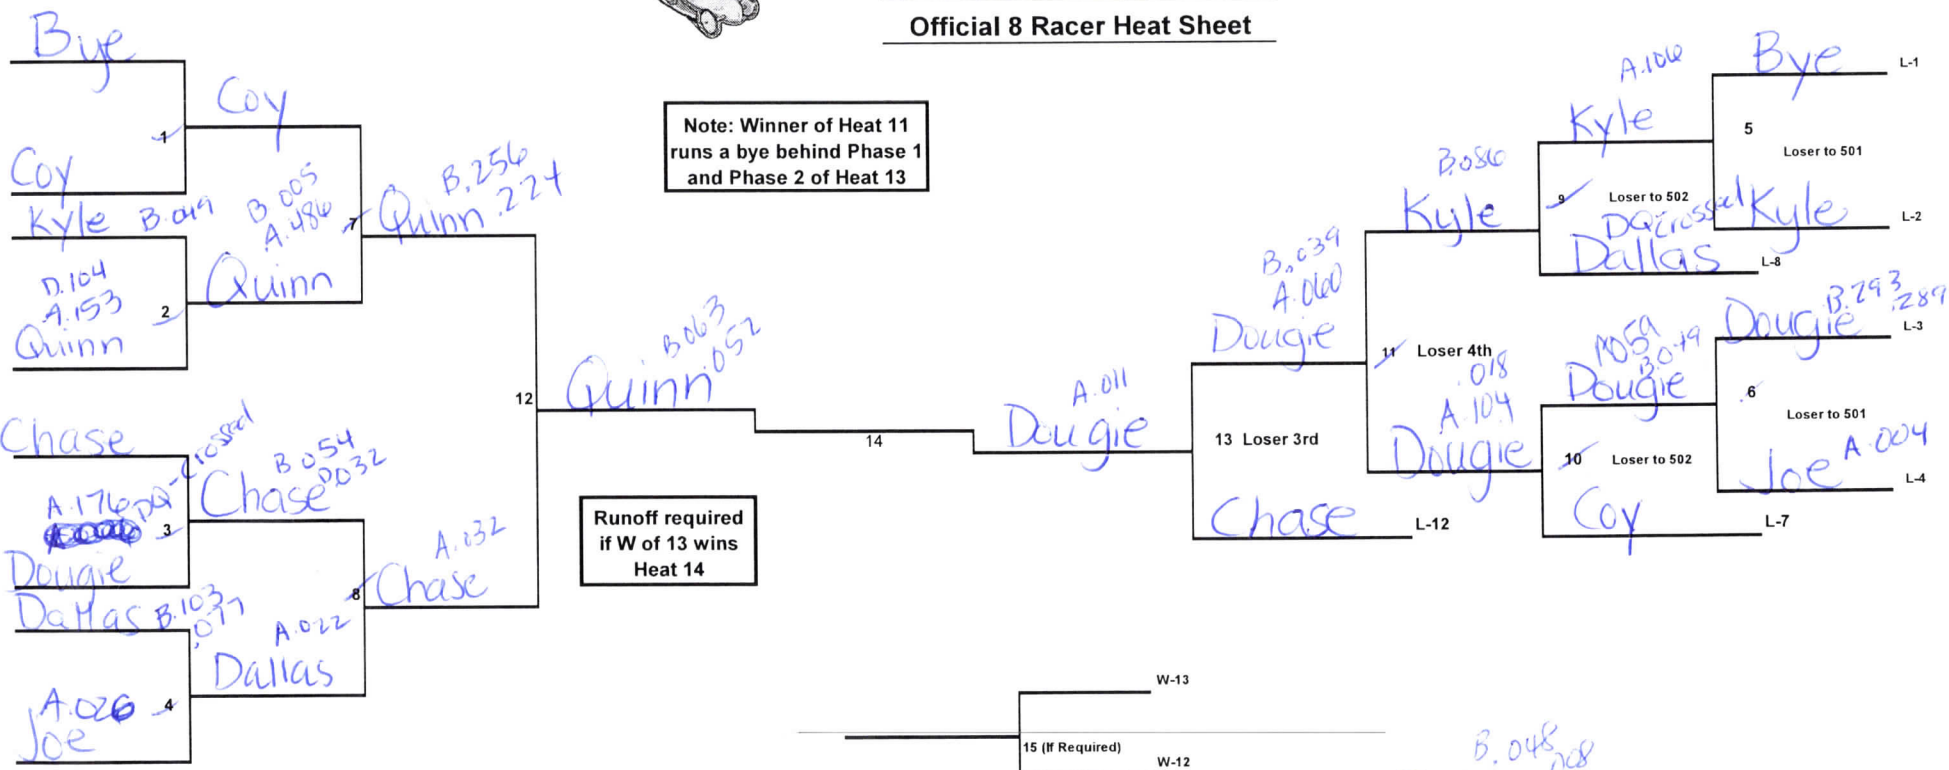 Official 8 Racer Heat Sheet
Bye
1
Coy
Coy
Kyle B.049
D.104
A.153
2
Quinn
B.005
A.486
Quinn
7
Quinn
B.256
.224
Chase
A.176 DQ-Crossed
3
Dougie
Chase
B.054
D.032
Dallas B.103
.077
A.026
4
Joe
A.022
Dallas
8
Chase
A.032
12
Quinn
B.063
.052
Note: Winner of Heat 11
runs a bye behind Phase 1
and Phase 2 of Heat 13
Runoff required
if W of 13 wins
Heat 14
14
Dougie
A.011
13 Loser 3rd
B.039
A.060
Dougie
Chase
L-12
B.086
Kyle
11 Loser 4th
.018
A.104
Dougie
A.106
Kyle
9 Loser to 502
DQ Crossed
Dallas
L-8
B.049
Dougie
10 Loser to 502
Coy
L-7
Bye
L-1
5
Loser to 501
Kyle
L-2
Dougie B.293
.289
L-3
6
Loser to 501
Joe A.004
L-4
W-13
15 (If Required)
W-12
B.048
.008